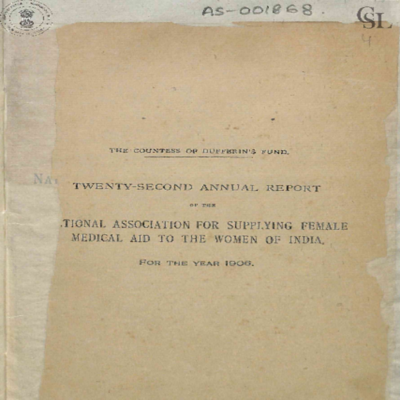 AS-001868.
CSL
4
THE COUNTESS OF DUFFERIN'S FUND.
NA
TWENTY-SECOND ANNUAL REPORT
OF THE
TIONAL ASSOCIATION FOR SUPPLYING FEMALE
MEDICAL AID TO THE WOMEN OF INDIA.
FOR THE YEAR 1906.